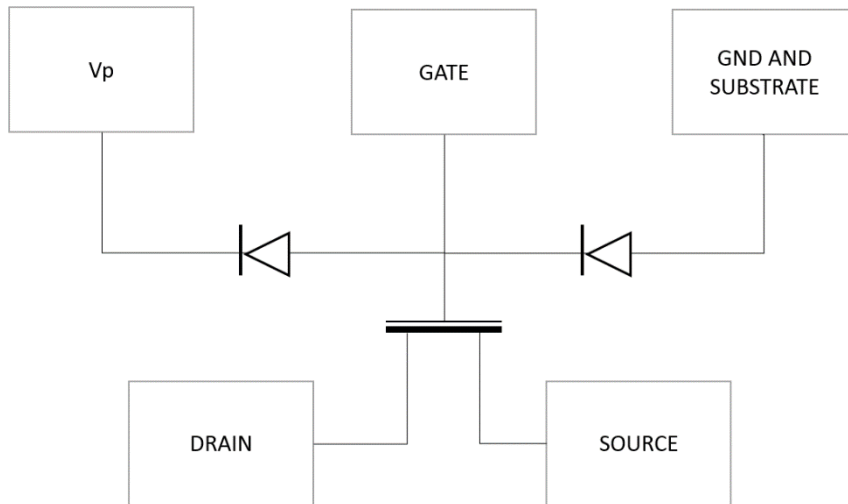 Vp
GATE
GND AND
SUBSTRATE
DRAIN
SOURCE